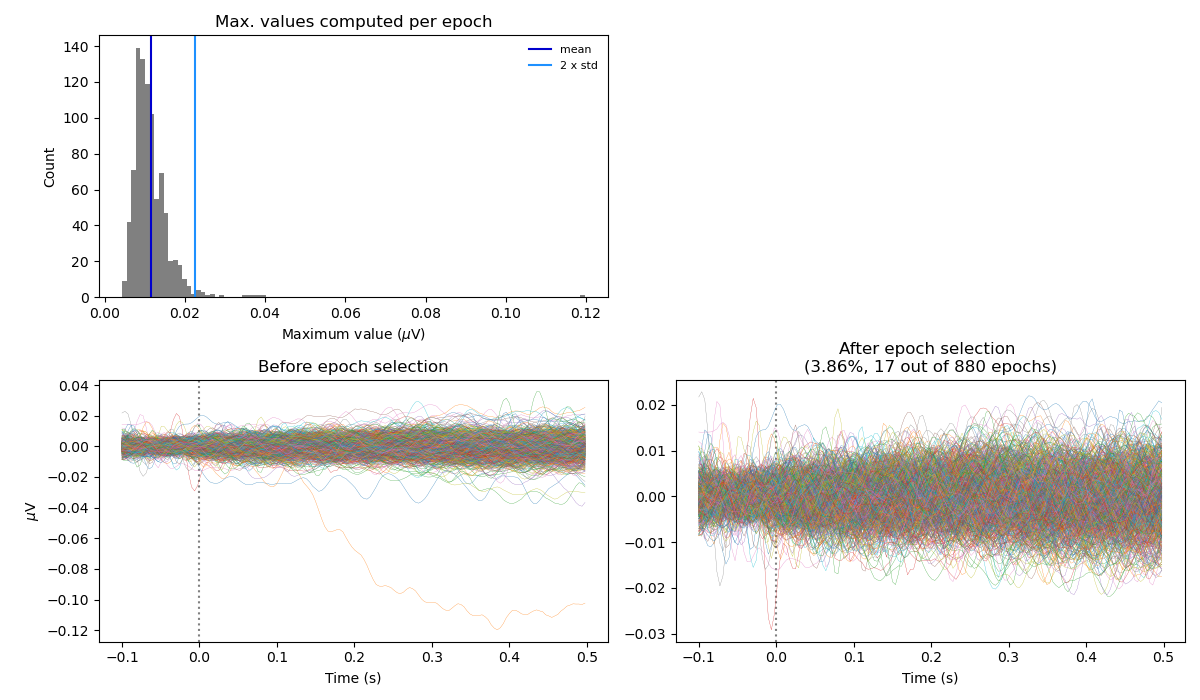 Max. values computed per epoch
mean
2 x std
140
120
100
80
60
40
20
0
Count
0.00 0.02 0.04 0.06 0.08 0.10 0.12
Maximum value (μV)
Before epoch selection
0.04
0.02
0.00
−0.02
−0.04
−0.06
−0.08
−0.10
−0.12
μV
−0.1 0.0 0.1 0.2 0.3 0.4 0.5
Time (s)
After epoch selection
(3.86%, 17 out of 880 epochs)
0.02
0.01
0.00
−0.01
−0.02
−0.03
−0.1 0.0 0.1 0.2 0.3 0.4 0.5
Time (s)